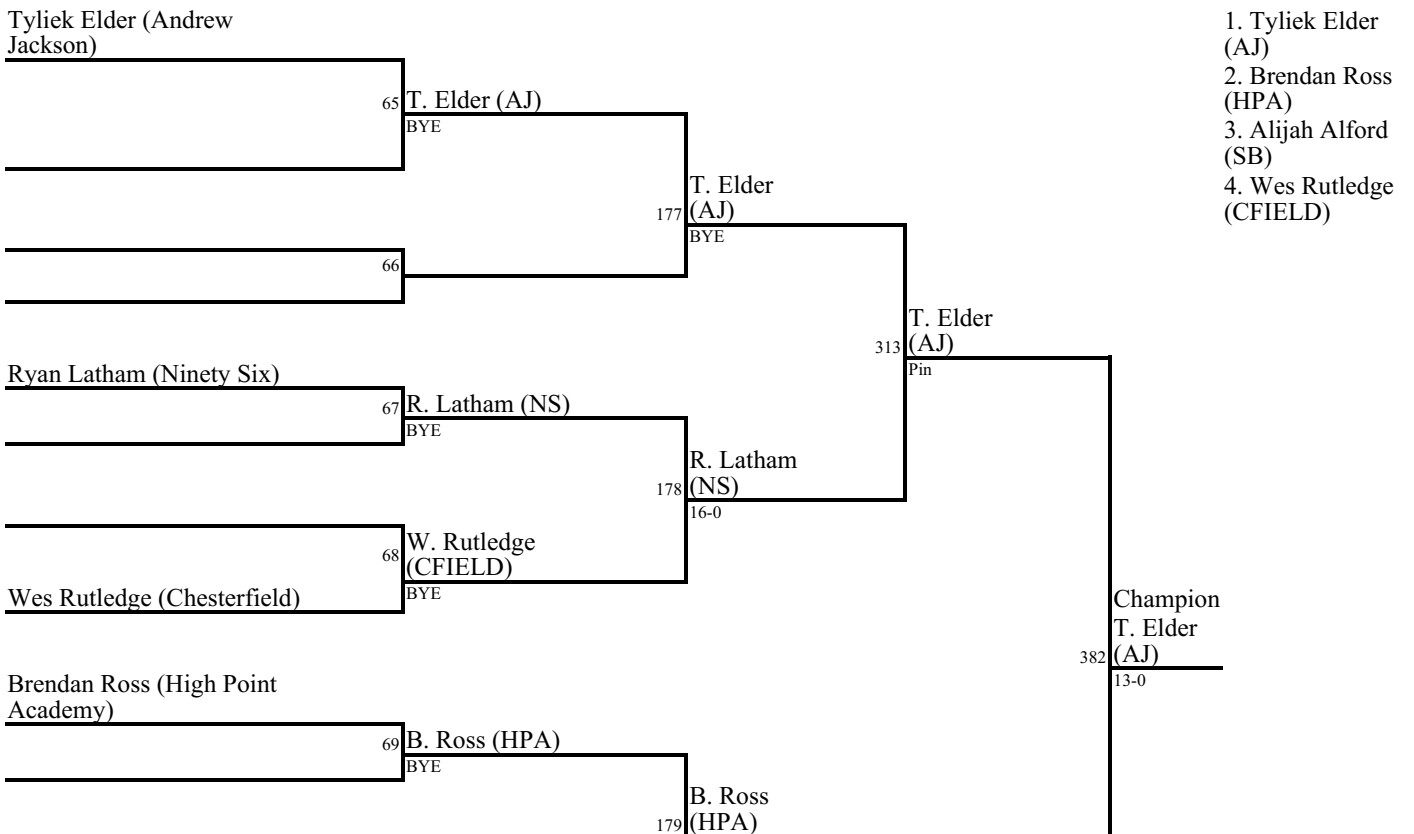 Tyliek Elder (Andrew
Jackson)
65
T. Elder (AJ)
BYE
177
T. Elder
(AJ)
BYE
66
313
T. Elder
(AJ)
Pin
Ryan Latham (Ninety Six)
67
R. Latham (NS)
BYE
178
R. Latham
(NS)
16-0
68
W. Rutledge
(CFIELD)
BYE
Wes Rutledge (Chesterfield)
382
Champion
T. Elder
(AJ)
13-0
Brendan Ross (High Point
Academy)
69
B. Ross (HPA)
BYE
179
B. Ross
(HPA)
1. Tyliek Elder
(AJ)
2. Brendan Ross
(HPA)
3. Alijah Alford
(SB)
4. Wes Rutledge
(CFIELD)